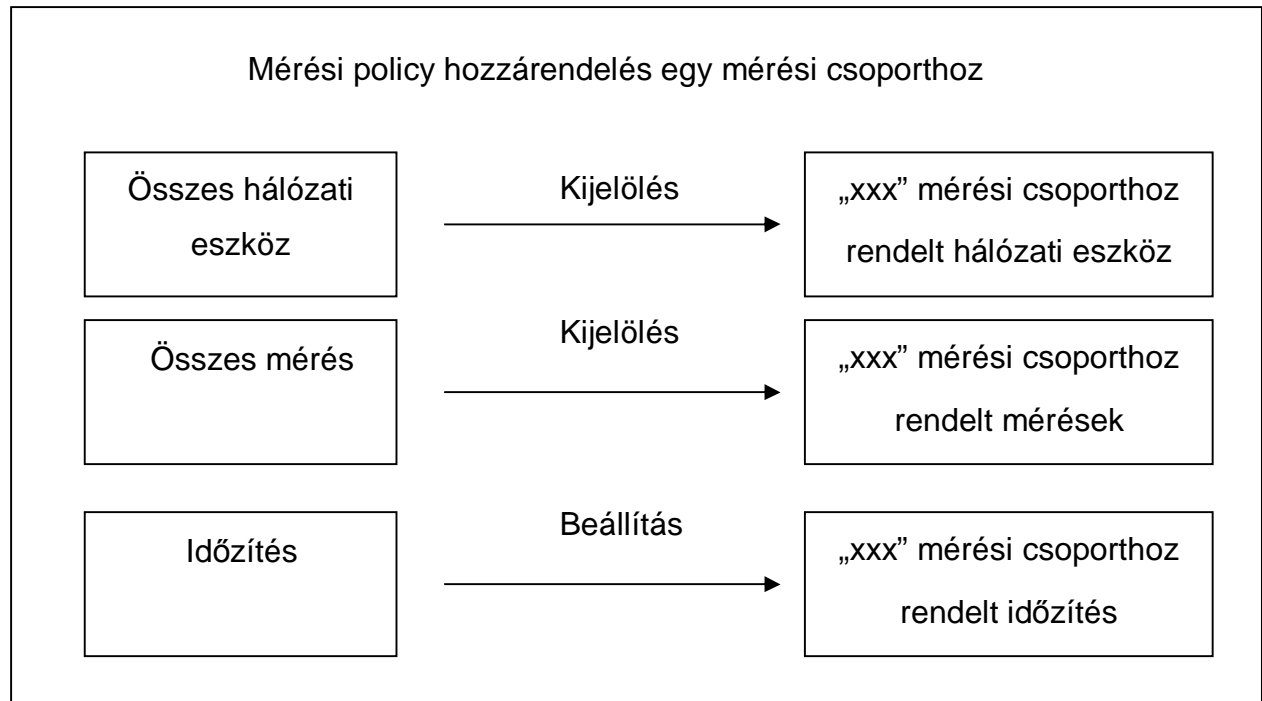 Mérési policy hozzárendelés egy mérési csoporthoz
Összes hálózati
eszköz
Kijelölés
„xxx” mérési csoporthoz
rendelt hálózati eszköz
Összes mérés
Kijelölés
„xxx” mérési csoporthoz
rendelt mérések
Időzítés
Beállítás
„xxx” mérési csoporthoz
rendelt időzítés